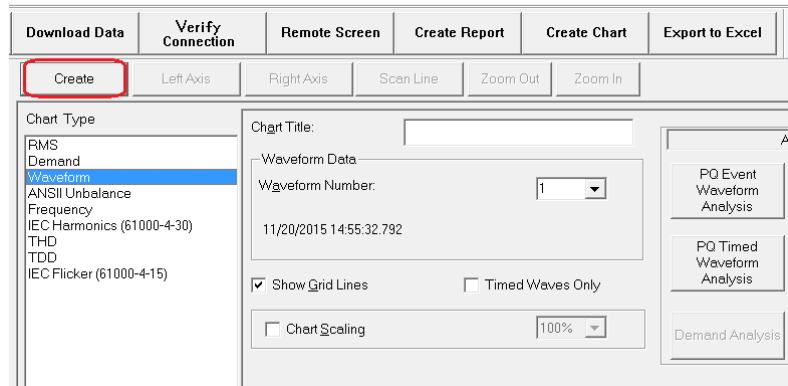 Download Data
Verify
Connection
Remote Screen
Create Report
Create Chart
Export to Excel
Create
Left Axis
Right Axis
Scan Line
Zoom Out
Zoom In
Chart Type
RMS
Demand
Waveform
ANSII Unbalance
Frequency
IEC Harmonics (61000-4-30)
THD
TDD
IEC Flicker (61000-4-15)
Chart Title:
Waveform Data
Waveform Number:
1
11/20/2015 14:55:32.792
Show Grid Lines
Timed Waves Only
Chart Scaling
100%
A
PQ Event
Waveform
Analysis
PQ Timed
Waveform
Analysis
Demand Analysis